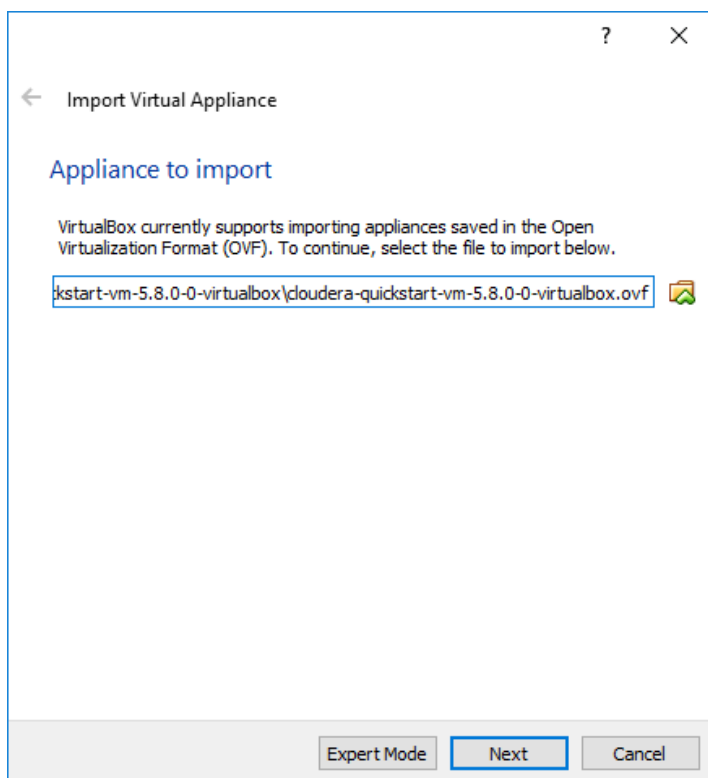 ?
Import Virtual Appliance
Appliance to import
VirtualBox currently supports importing appliances saved in the Open
Virtualization Format (OVF). To continue, select the file to import below.
kstart-vm-5.8.0-0-virtualbox\cloudera-quickstart-vm-5.8.0-0-virtualbox.ovf
Expert Mode Next Cancel